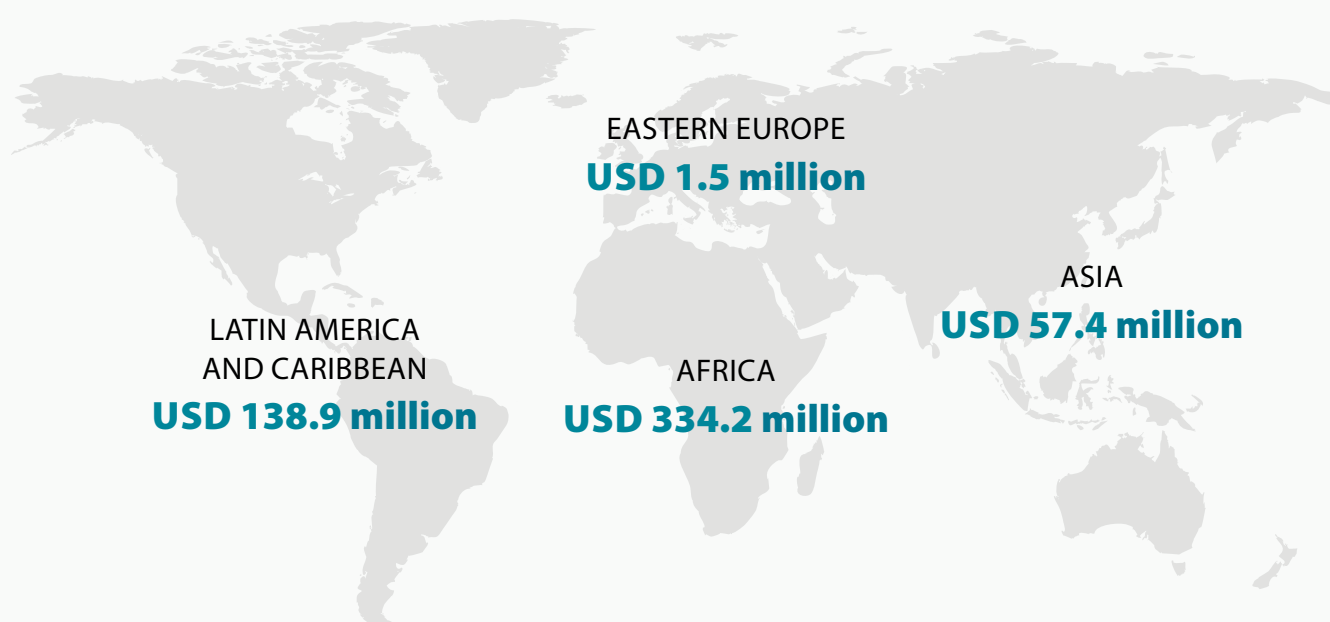 EASTERN EUROPE
USD 1.5 million
ASIA
USD 57.4 million
LATIN AMERICA
AND CARIBBEAN
USD 138.9 million
AFRICA
USD 334.2 million